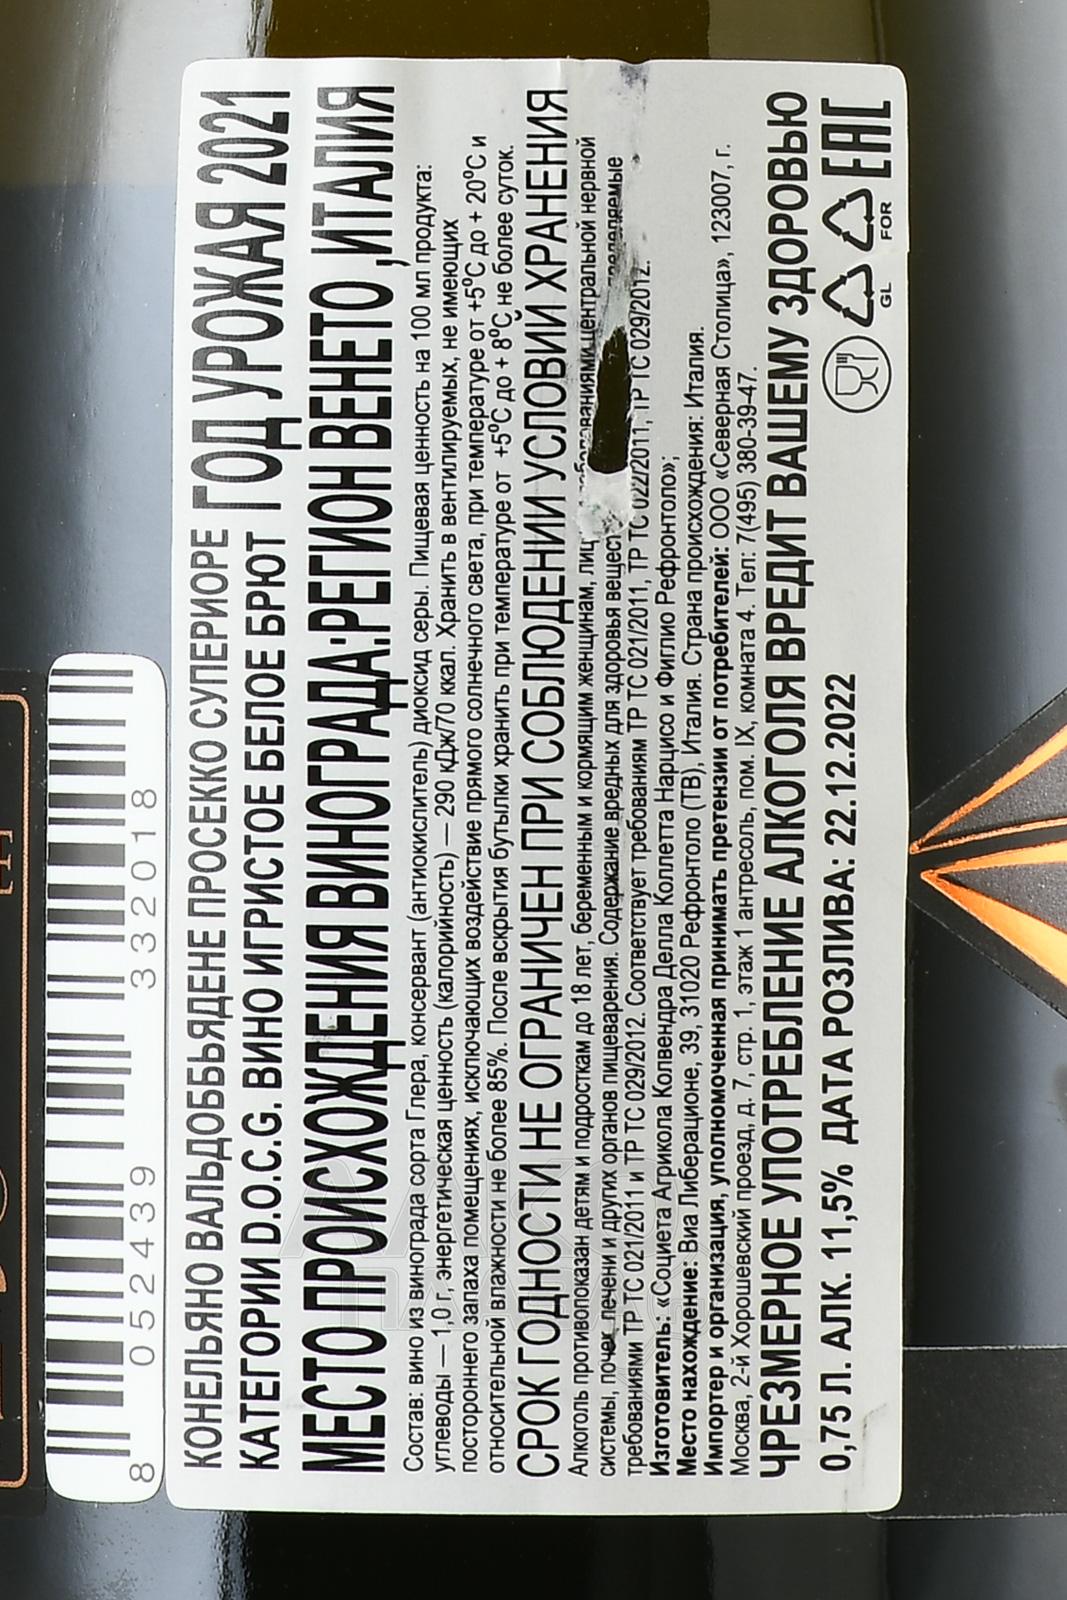 8 052439 332018
КОНЕЛЬЯНО ВАЛЬДОББЬЯДЕНЕ ПРОСЕККО СУПЕРИОРЕ
КАТЕГОРИИ D.O.C.G. ВИНО ИГРИСТОЕ БЕЛОЕ БРЮТ ГОД УРОЖАЯ 2021
МЕСТО ПРОИСХОЖДЕНИЯ ВИНОГРАДА:РЕГИОН ВЕНЕТО ,ИТАЛИЯ
Состав: вино из винограда сорта Глера, консервант (антиокислитель) диоксид серы. Пищевая ценность на 100 мл продукта:
углеводы — 1,0 г, энергетическая ценность (калорийность) — 290 кДж/70 ккал. Хранить в вентилируемых, не имеющих
постороннего запаха помещениях, исключающих воздействие прямого солнечного света, при температуре от +5°С до + 20°С и
относительной влажности не более 85%. После вскрытия бутылки хранить при температуре от +5°С до + 8°С не более суток.
СРОК ГОДНОСТИ НЕ ОГРАНИЧЕН ПРИ СОБЛЮДЕНИИ УСЛОВИЙ ХРАНЕНИЯ
Алкоголь противопоказан детям и подросткам до 18 лет, беременным и кормящим женщинам, центральной нервной
системы, почек, печени и других органов пищеварения. Содержание вредных для здоровья
требованиями ТР ТС 021/2011 и ТР ТС 029/2012. Соответствует требованиям ТР ТС 021/2011, ТР ТС 022/2011, ТР ТС 029/2012.
Изготовитель: «Социета Агрикола Колвендра Делла Коллетта Нарцисо и Филлио Рефронтоло»;
Место нахождение: Виа Либерационе, 39, 31020 Рефронтоло (ТВ), Италия. Страна происхождения: Италия.
Импортер и организация, уполномоченная принимать претензии от потребителей: ООО «Северная Столица», 123007, г.
Москва, 2-й Хорошевский проезд, д. 7, стр. 1, этаж 1 антресоль, пом. IX, комната 4. Тел: 7(495) 380-39-47.
ЧРЕЗМЕРНОЕ УПОТРЕБЛЕНИЕ АЛКОГОЛЯ ВРЕДИТ ВАШЕМУ ЗДОРОВЬЮ
0,75 Л. АЛК. 11,5% ДАТА РОЗЛИВА: 22.12.2022
GL FOR EAC